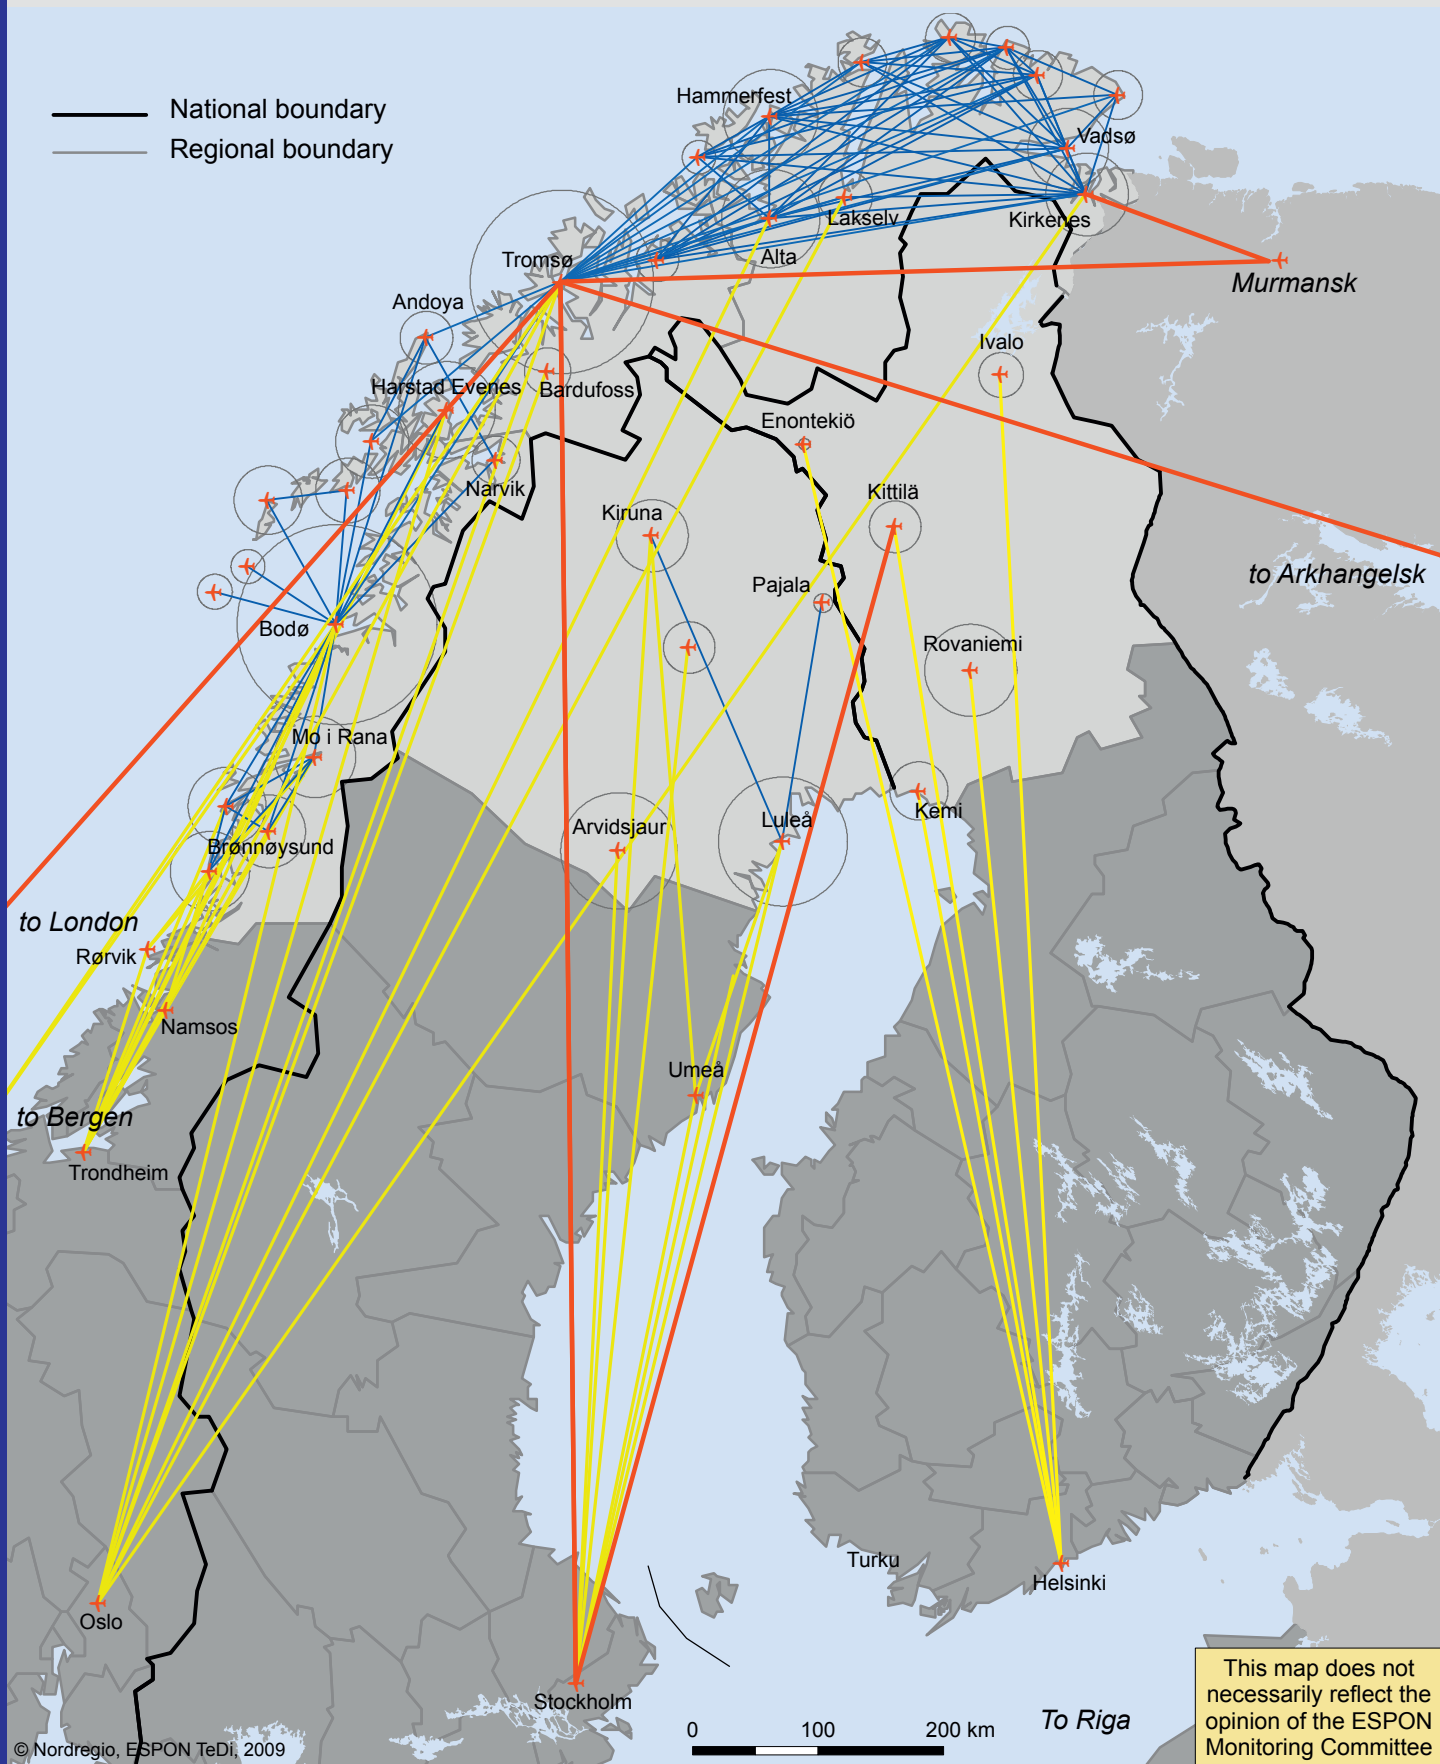 National boundary
Regional boundary
Hammerfest
Vadsø
Lakselv
Kirkenes
Alta
Tromsø
Murmansk
Andoya
Ivalo
Harstad Evenes
Bardufoss
Enontekiö
Narvik
Kittilä
Kiruna
to Arkhangelsk
Pajala
Bodø
Rovaniemi
Mo i Rana
Kemi
Luleå
Arvidsjaur
Brønnøysund
to London
Rørvik
Namsos
Umeå
to Bergen
Trondheim
Turku
Helsinki
Oslo
Stockholm
0 100 200 km
To Riga
This map does not
necessarily reflect the
opinion of the ESPON
Monitoring Committee
© Nordregio, ESPON TeDi, 2009